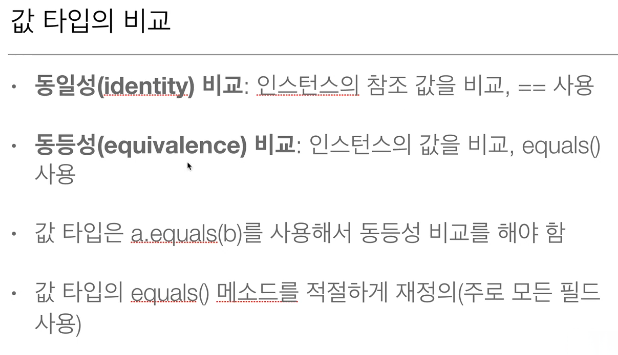 값 타입의 비교
• 동일성(identity) 비교: 인스턴스의 참조 값을 비교, == 사용
• 동등성(equivalence) 비교: 인스턴스의 값을 비교, equals()
사용
• 값 타입은 a.equals(b)를 사용해서 동등성 비교를 해야 함
• 값 타입의 equals() 메소드를 적절하게 재정의(주로 모든 필드
사용)